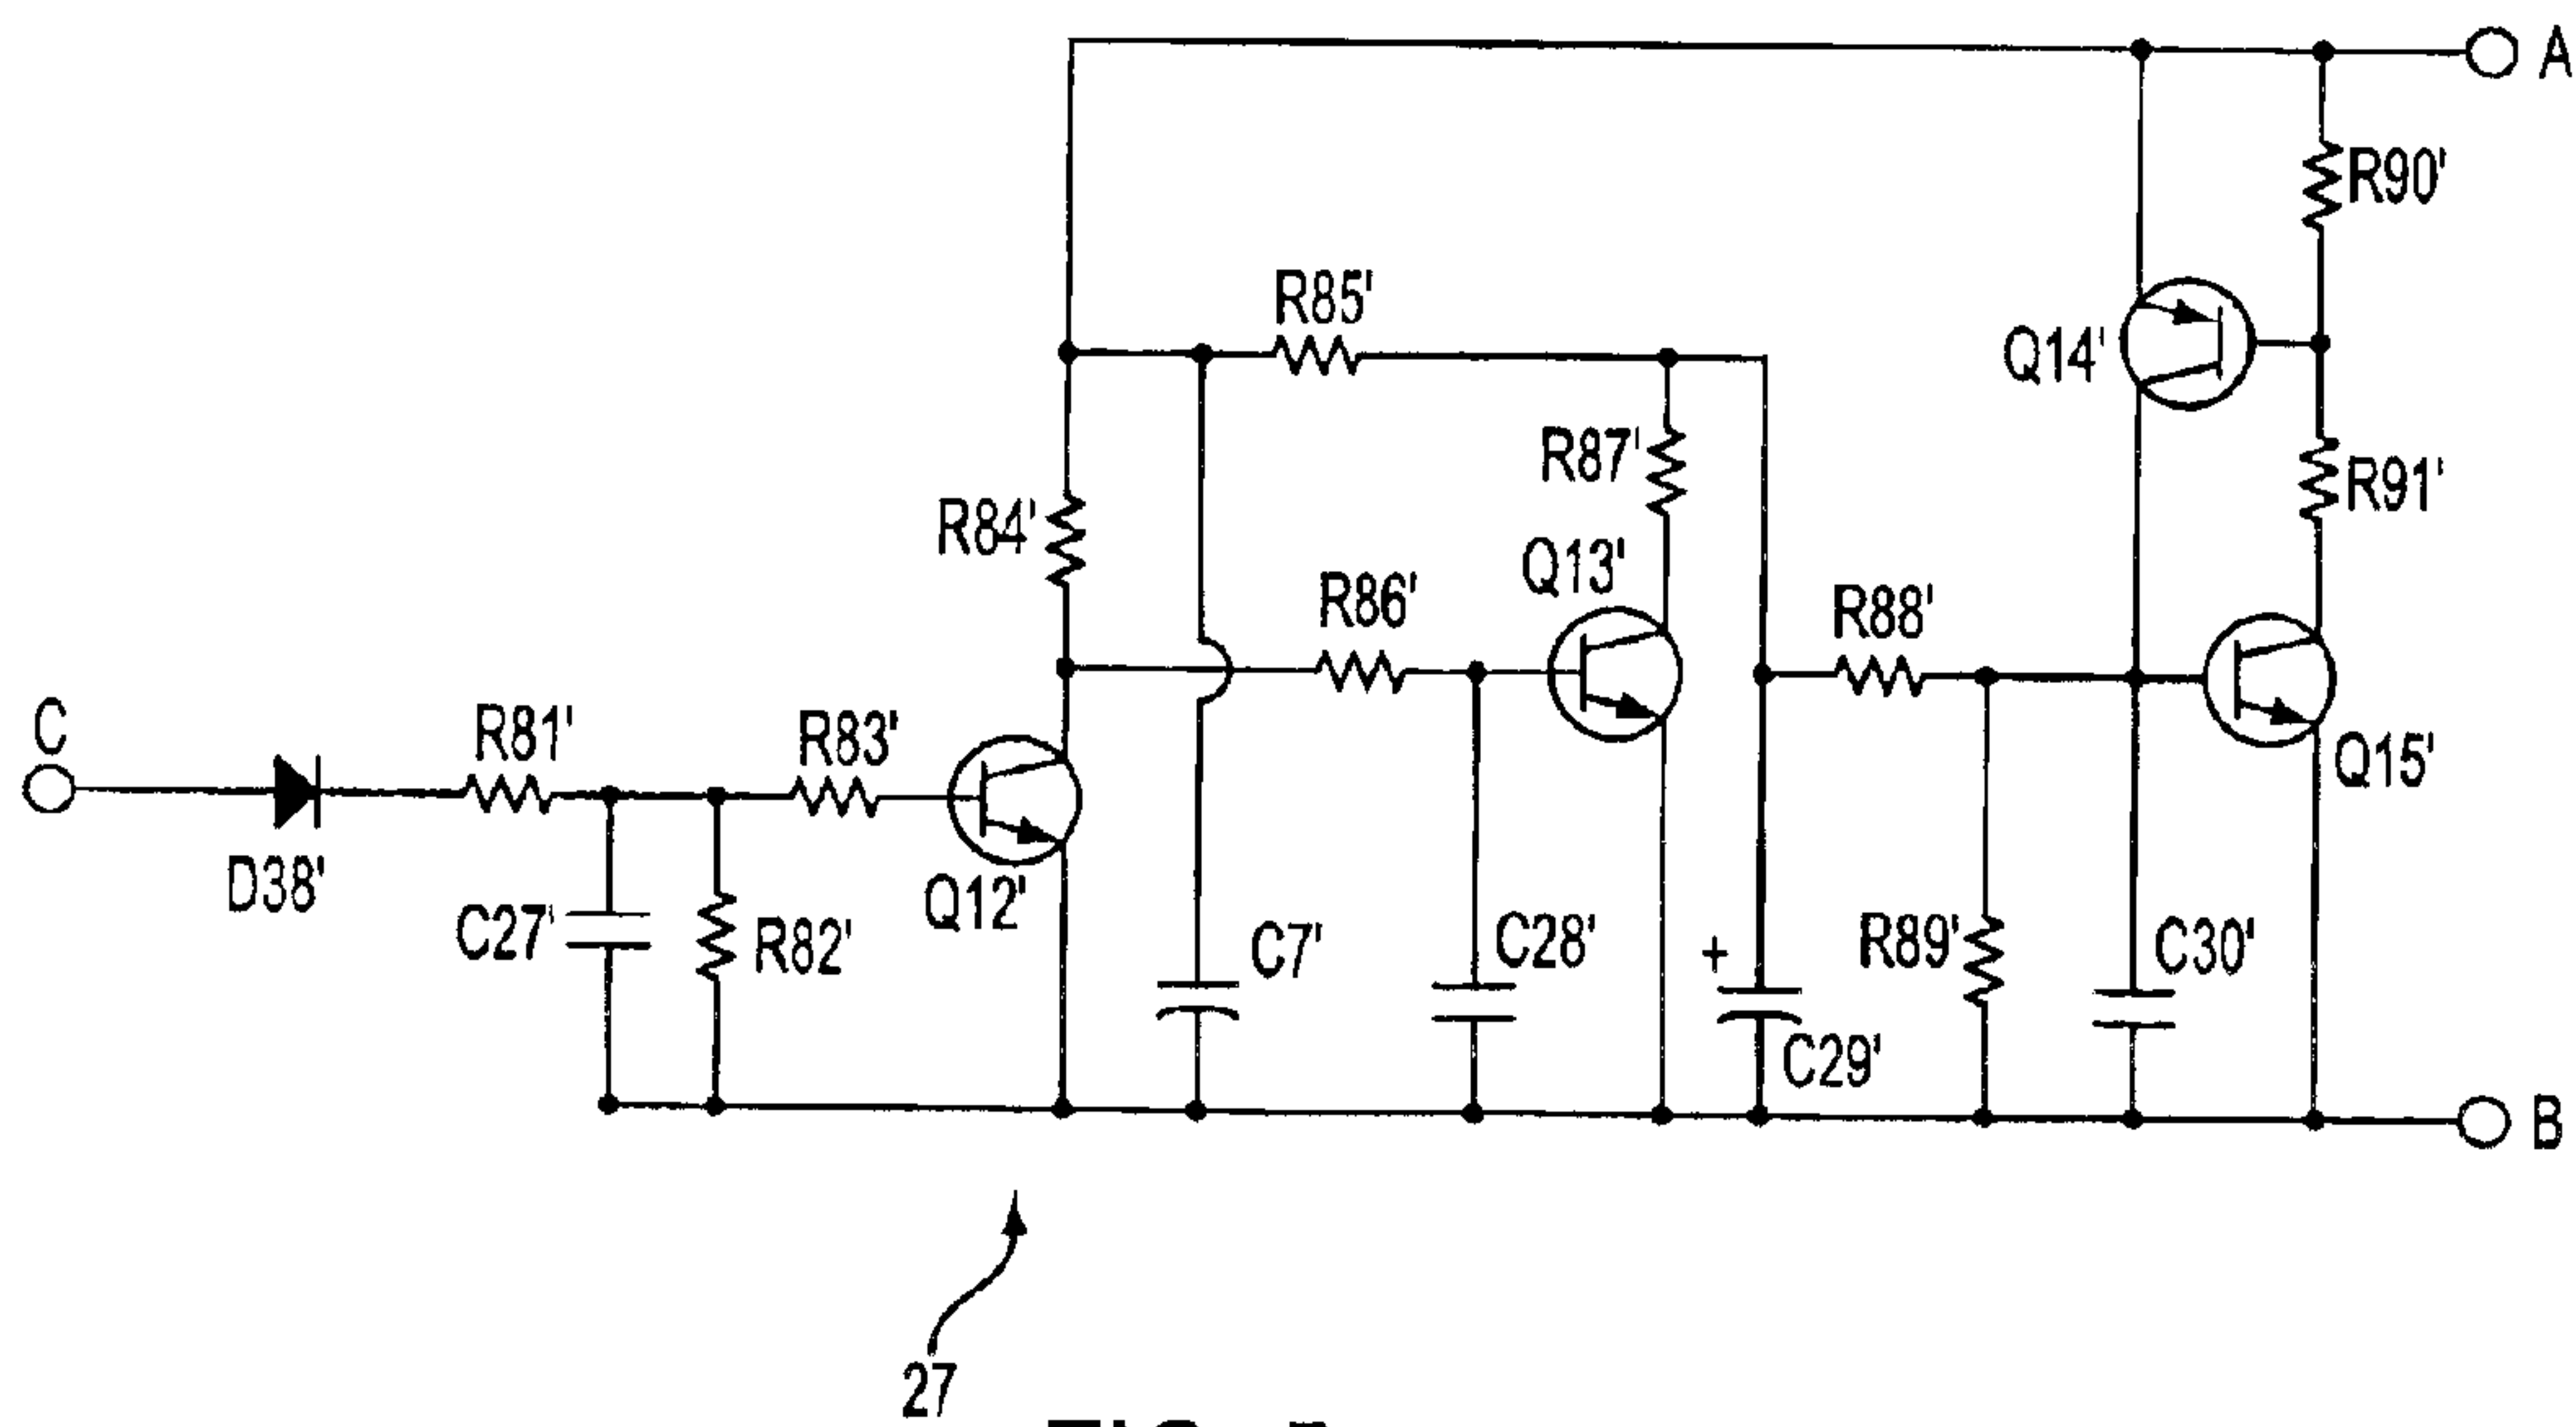 A
R90'
R85'
Q14'
R87'
R91'
R84'
Q13'
R86'
R88'
C
R81'
R83'
Q15'
D38'
C27'
R82'
Q12'
C7'
C28'
+
C29'
R89'
C30'
B
27